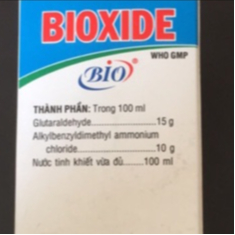 BIOXIDE
WHO GMP
BIO®
THÀNH PHẦN: Trong 100 ml
Glutaraldehyde......................15 g
Alkylbenzyldimethyl ammonium
chloride...........................10 g
Nước tinh khiết vừa đủ.......100 ml